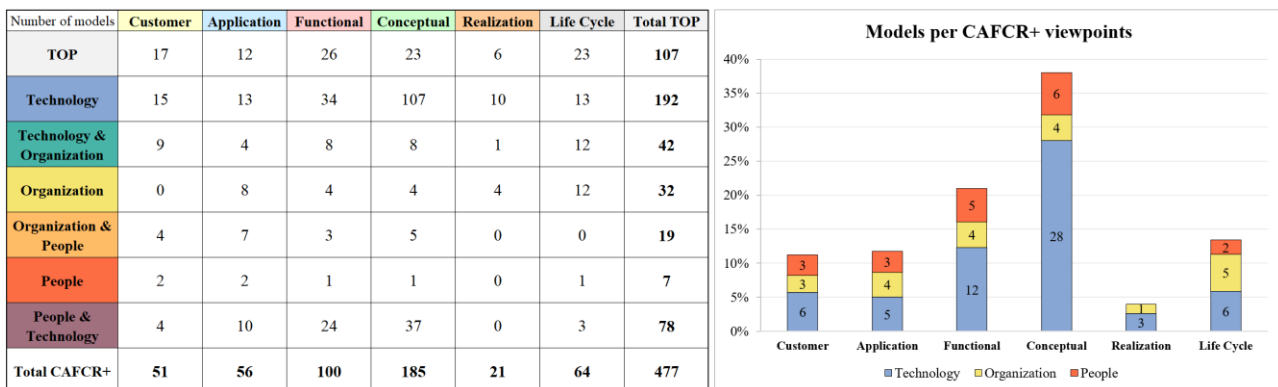 Number of models Customer Application Functional Conceptual Realization Life Cycle Total TOP
TOP 17 12 26 23 6 23 107
Technology 15 13 34 107 10 13 192
Technology &
Organization 9 4 8 8 1 12 42
Organization 0 8 4 4 4 12 32
Organization &
People 4 7 3 5 0 0 19
People 2 2 1 1 0 1 7
People &
Technology 4 10 24 37 0 3 78
Total CAFCR+ 51 56 100 185 21 64 477
Models per CAFCR+ viewpoints
40%
35%
30%
25%
20%
15%
10%
5%
0%
3
3
6
3
4
5
5
4
12
6
4
28
1
3
2
5
6
Customer Application Functional Conceptual Realization Life Cycle
Technology Organization People